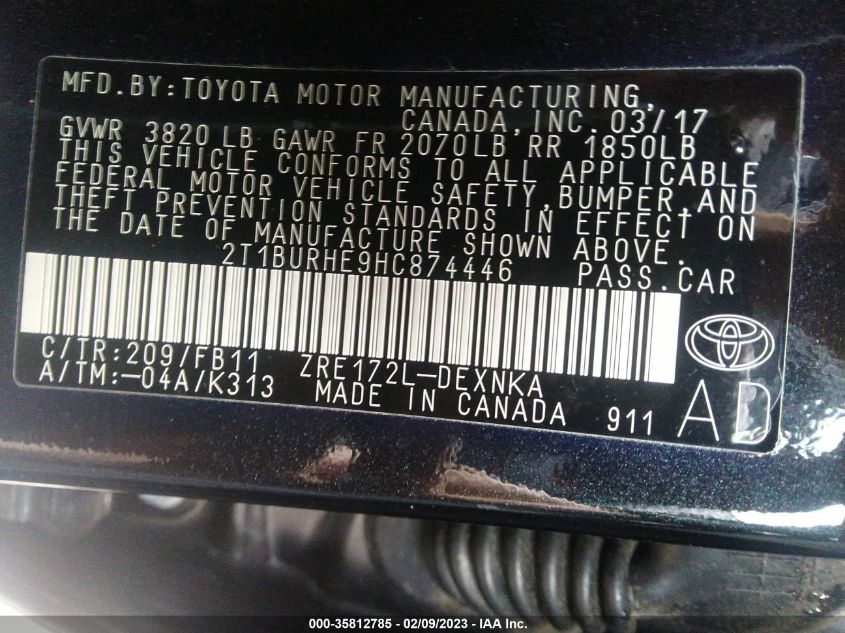 MFD.BY:TOYOTA MOTOR MANUFACTURING,
CANADA,INC. 03/17
GVWR 3820 LB GAWR FR 2070LB RR 1850LB
THIS VEHICLE CONFORMS TO ALL APPLICABLE
FEDERAL MOTOR VEHICLE SAFETY,BUMPER,AND
THEFT PREVENTION STANDARDS IN EFFECT ON
THE DATE OF MANUFACTURE SHOWN ABOVE.
2T1BURHE9HC874446 PASS.CAR
C/TR:209/FB11 ZRE172L-DEXNKA
A/TM:-04A/K313 MADE IN CANADA 911 AD
000-35812785 - 02/09/2023 - IAA Inc.